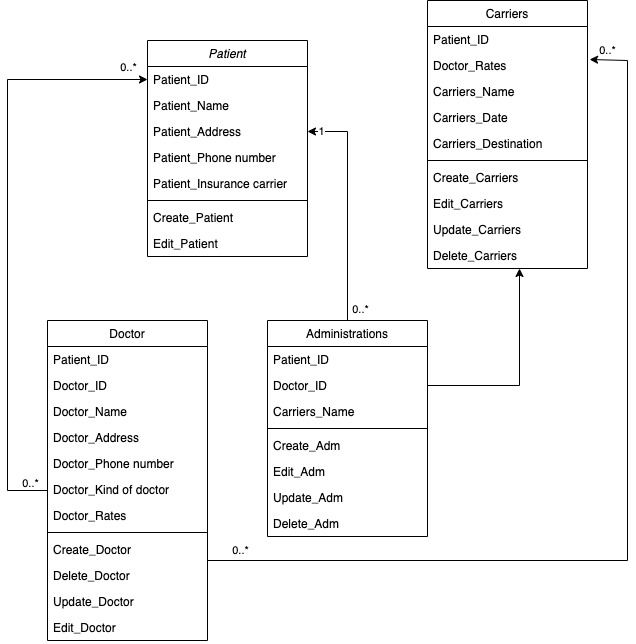 Carriers
Patient_ID
Doctor_Rates
Carriers_Name
Carriers_Date
Carriers_Destination
Create_Carriers
Edit_Carriers
Update_Carriers
Delete_Carriers
0..*
Patient
Patient_ID
Patient_Name
Patient_Address
Patient_Phone number
Patient_Insurance carrier
Create_Patient
Edit_Patient
0..*
1
0..*
Doctor
Patient_ID
Doctor_ID
Doctor_Name
Doctor_Address
Doctor_Phone number
Doctor_Kind of doctor
Doctor_Rates
Create_Doctor
Delete_Doctor
Update_Doctor
Edit_Doctor
0..*
0..*
Administrations
Patient_ID
Doctor_ID
Carriers_Name
Create_Adm
Edit_Adm
Update_Adm
Delete_Adm